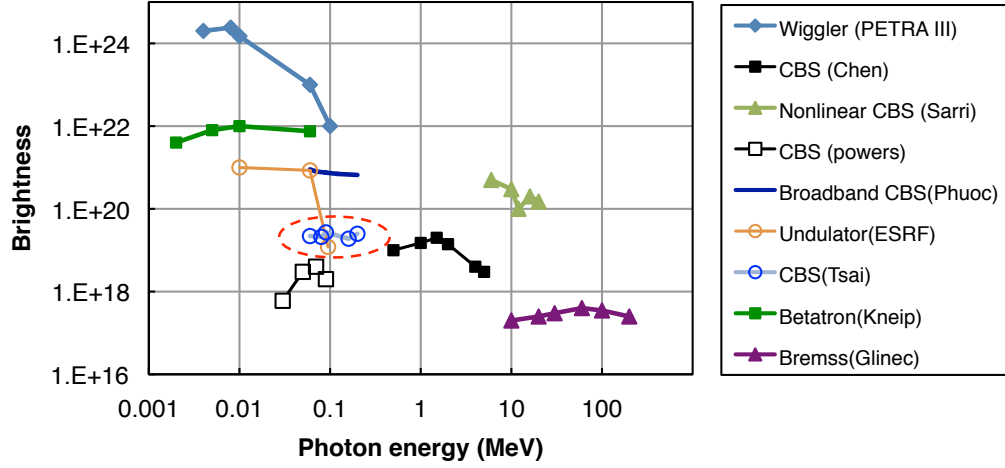 1.E+24
1.E+22
1.E+20
1.E+18
1.E+16
Brightness
0.001 0.01 0.1 1 10 100
Photon energy (MeV)
Wiggler (PETRA III)
CBS (Chen)
Nonlinear CBS (Sarri)
CBS (powers)
Broadband CBS(Phuoc)
Undulator(ESRF)
CBS(Tsai)
Betatron(Kneip)
Bremss(Glinec)